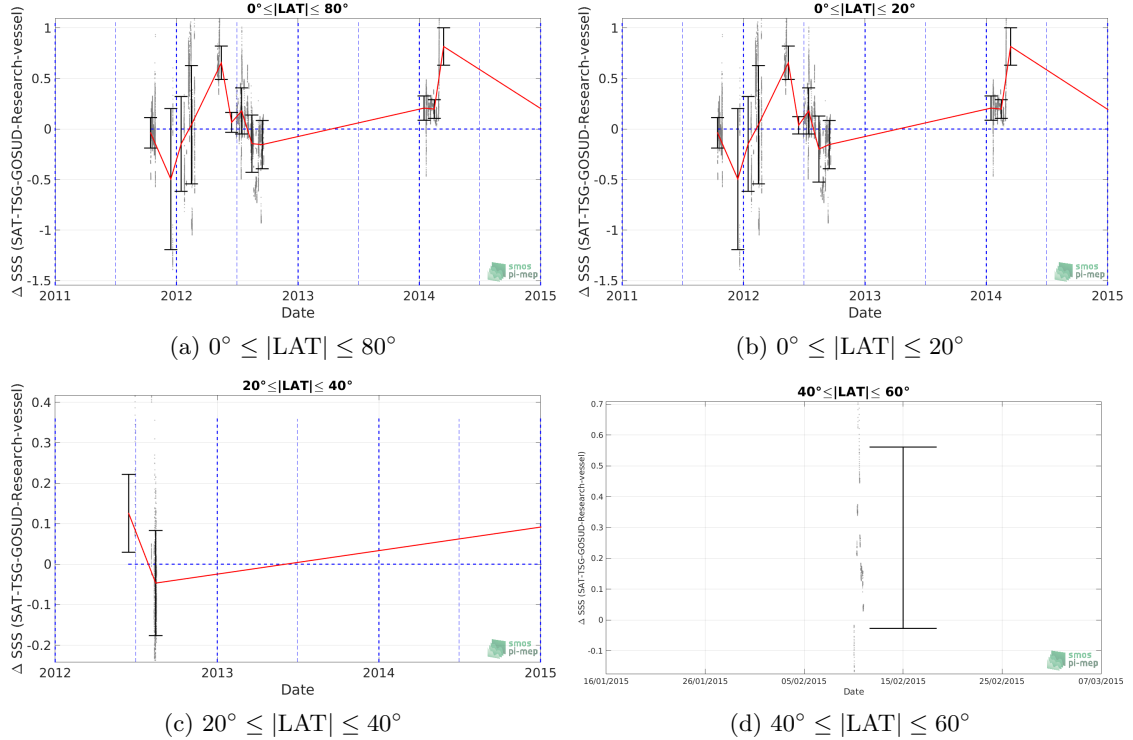 0°≤|LAT|≤ 80°
Δ SSS (SAT-TSG-GOSUD-Research-vessel)
1
0.5
0
-0.5
-1
-1.5
2011 2012 2013 2014 2015
Date
smos
pi-mep
(a) 0° ≤ |LAT| ≤ 80°
0°≤|LAT|≤ 20°
Δ SSS (SAT-TSG-GOSUD-Research-vessel)
1
0.5
0
-0.5
-1
-1.5
2011 2012 2013 2014 2015
Date
smos
pi-mep
(b) 0° ≤ |LAT| ≤ 20°
20°≤|LAT|≤ 40°
Δ SSS (SAT-TSG-GOSUD-Research-vessel)
0.4
0.3
0.2
0.1
0
-0.1
-0.2
2012 2013 2014 2015
Date
smos
pi-mep
(c) 20° ≤ |LAT| ≤ 40°
40°≤|LAT|≤ 60°
Δ SSS (SAT-TSG-GOSUD-Research-vessel)
0.7
0.6
0.5
0.4
0.3
0.2
0.1
0
-0.1
16/01/2015 26/01/2015 05/02/2015 15/02/2015 25/02/2015 07/03/2015
Date
smos
pi-mep
(d) 40° ≤ |LAT| ≤ 60°